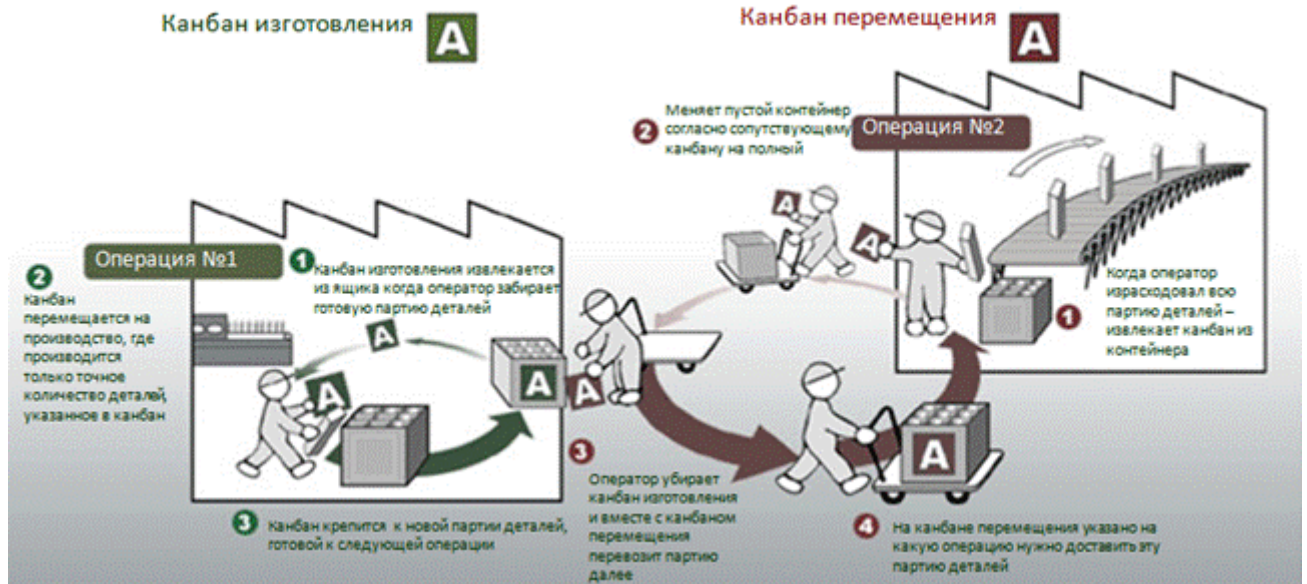 Канбан изготовления
A
Канбан перемещения
A
Операция №1
1
Канбан изготовления извлекается
из ящика когда оператор забирает
готовую партию деталей
2
Канбан
перемещается на
производство, где
производится
только точное
количество деталей,
указанное в канбан
A
A
A
3
Канбан крепится к новой партии деталей,
готовой к следующей операции
Операция №2
1
Когда оператор
израсходовал всю
партию деталей –
извлекает канбан из
контейнера
2
Меняет пустой контейнер
согласно сопутствующему
канбану на полный
A
A
A
3
Оператор убирает
канбан изготовления
и вместе с канбаном
перемещения
перевозит партию
далее
A
4
На канбане перемещения указано на
какую операцию нужно доставить эту
партию деталей